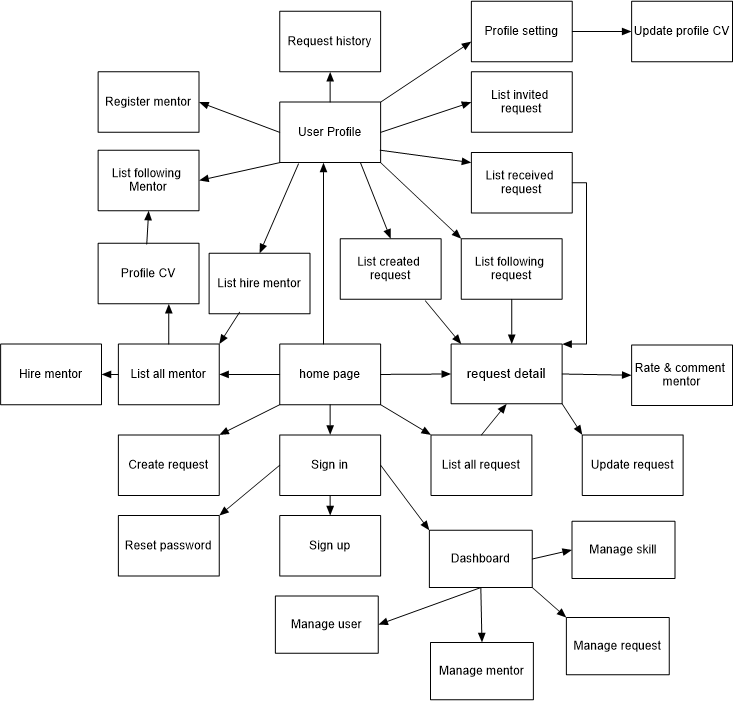 Request history
Profile setting
Update profile CV
Register mentor
User Profile
List invited
request
List following
Mentor
List received
request
Profile CV
List hire mentor
List created
request
List following
request
Hire mentor
List all mentor
home page
request detail
Rate & comment
mentor
Create request
Sign in
List all request
Update request
Reset password
Sign up
Dashboard
Manage skill
Manage user
Manage mentor
Manage request